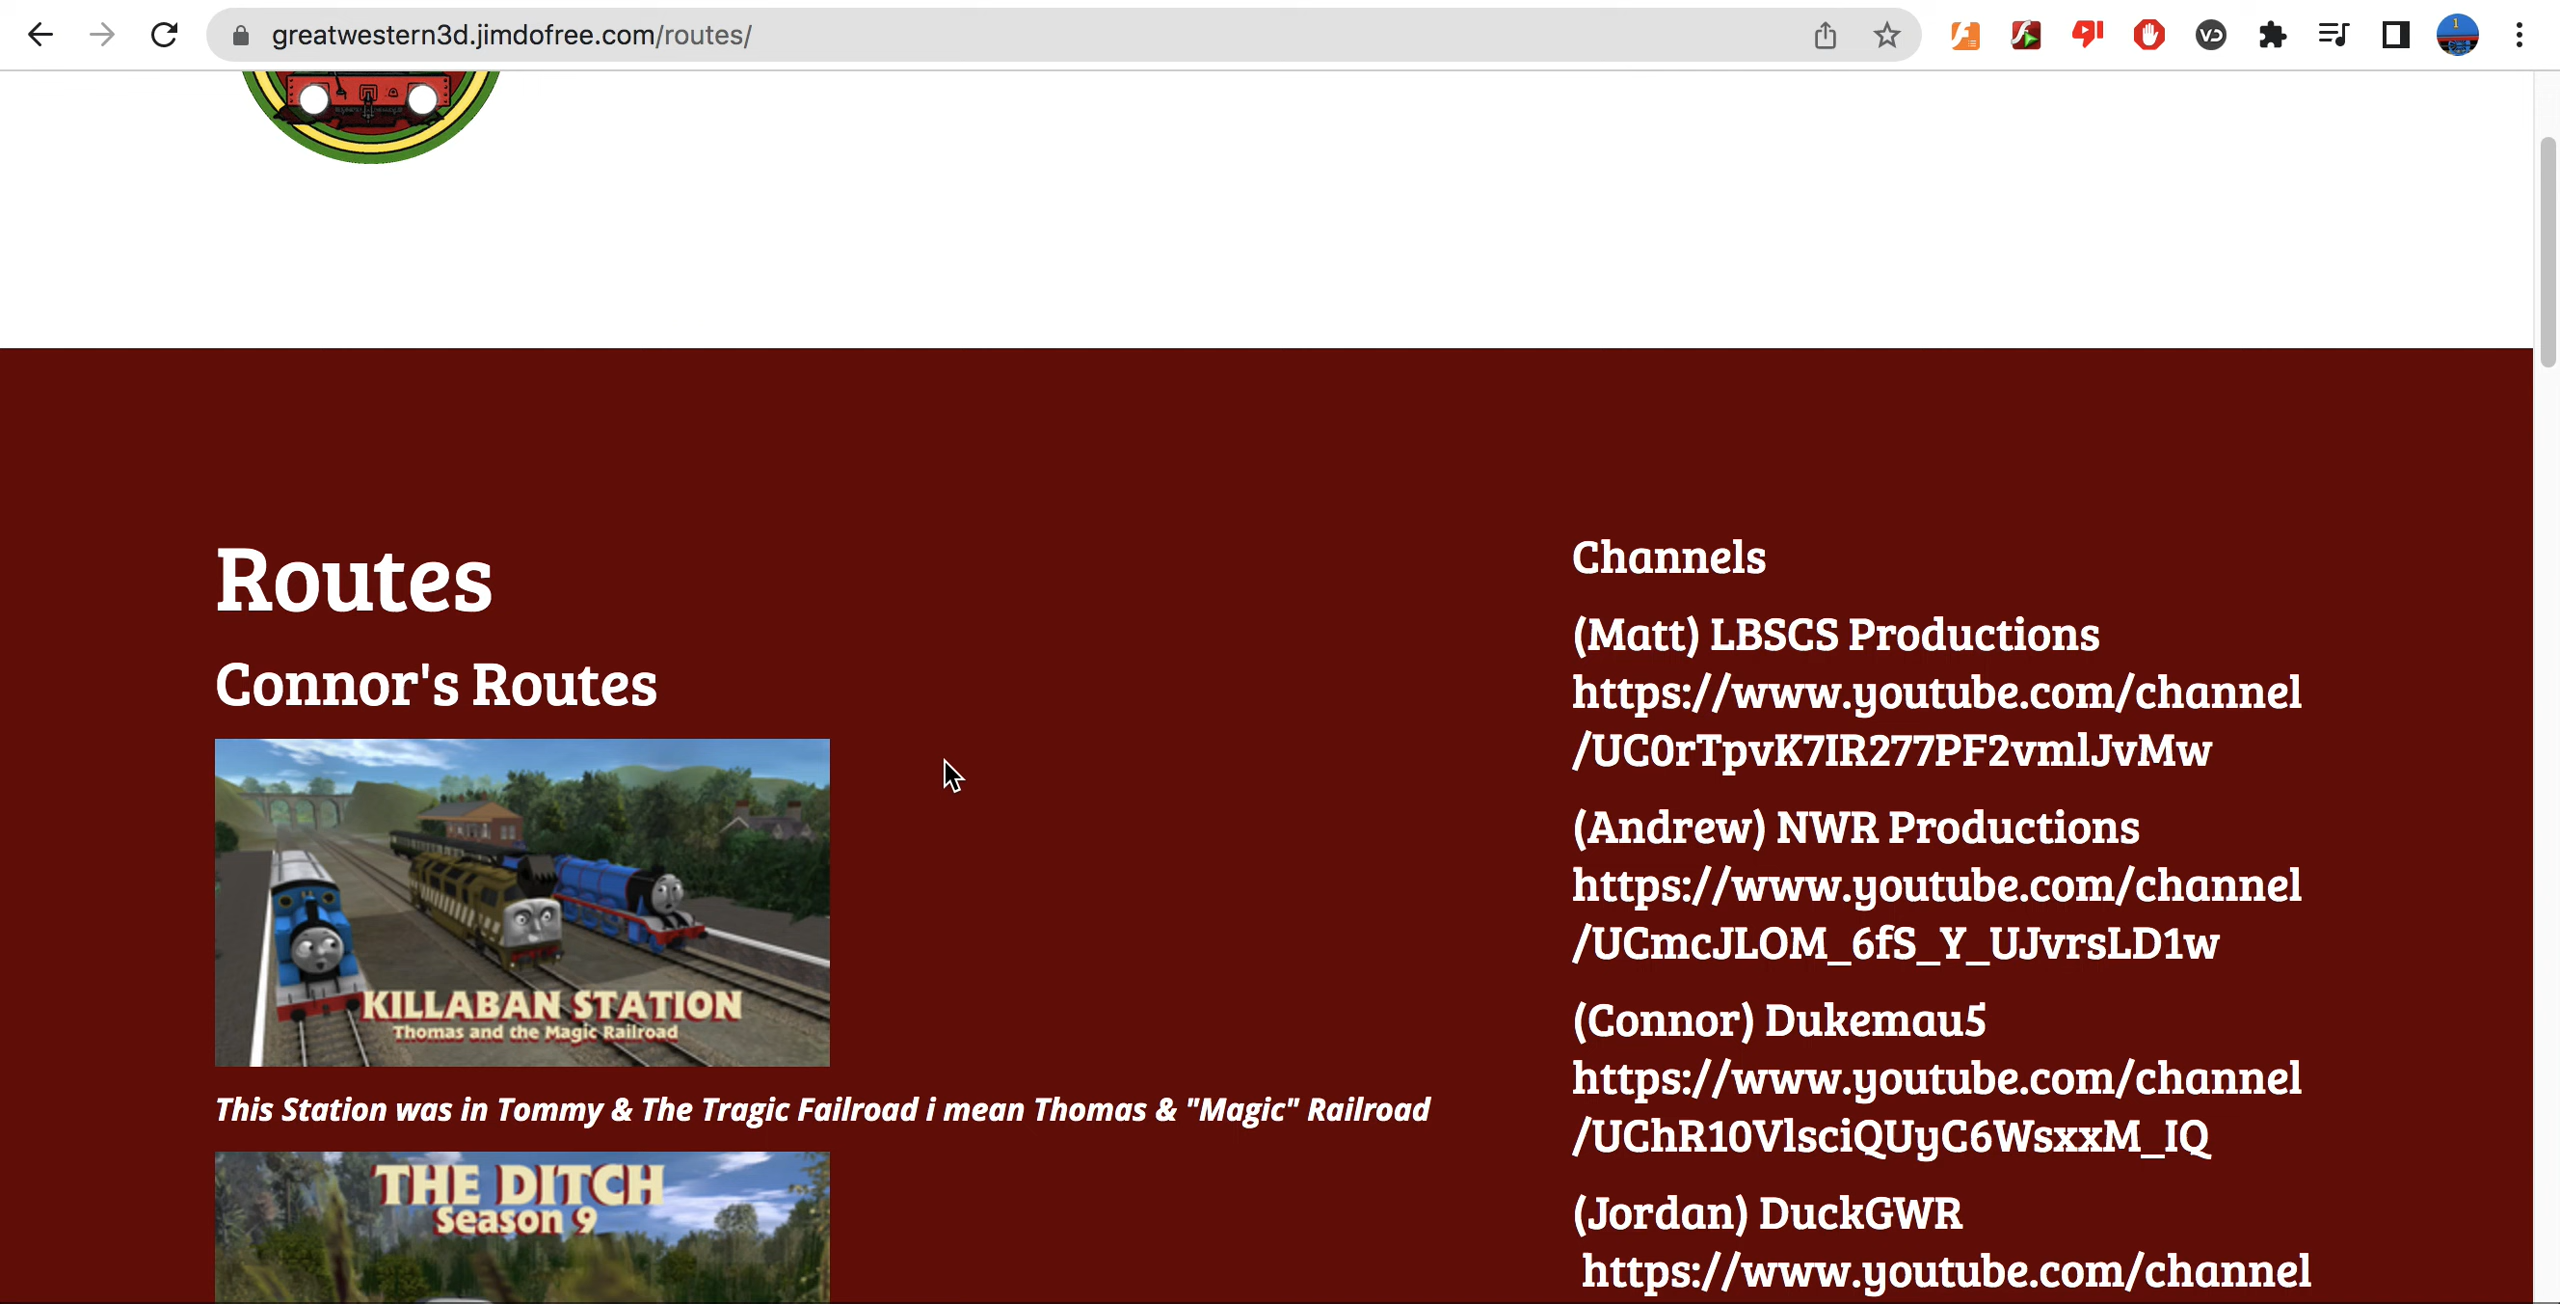 greatwestern3d.jimdofree.com/routes/
1
Routes
Connor's Routes
KILLABAN STATION
Thomas and the Magic Railroad
This Station was in Tommy & The Tragic Failroad i mean Thomas & "Magic" Railroad
THE DITCH
Season 9
Channels
(Matt) LBSCS Productions
https://www.youtube.com/channel
/UC0rTpvK7IR277PF2vmlJvMw
(Andrew) NWR Productions
https://www.youtube.com/channel
/UCmcJLOM_6fS_Y_UJvrsLD1w
(Connor) Dukemau5
https://www.youtube.com/channel
/UChR10VlsciQUyC6WsxxM_IQ
(Jordan) DuckGWR
https://www.youtube.com/channel